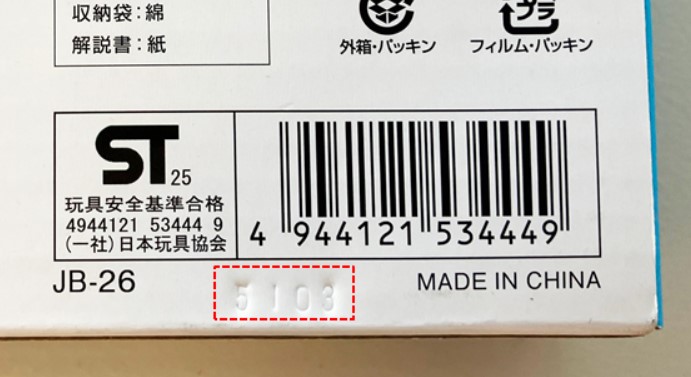 収納袋:綿
解説書:紙
プラ
外箱・パッキン
フィルム・パッキン
ST 25
玩具安全基準合格
4944121 53444 9
(一社)日本玩具協会
4 944121 534449
JB-26
5103
MADE IN CHINA